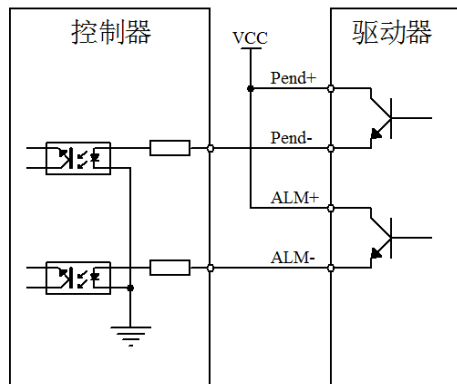 控制器
VCC
驱动器
Pend+
Pend-
ALM+
ALM-